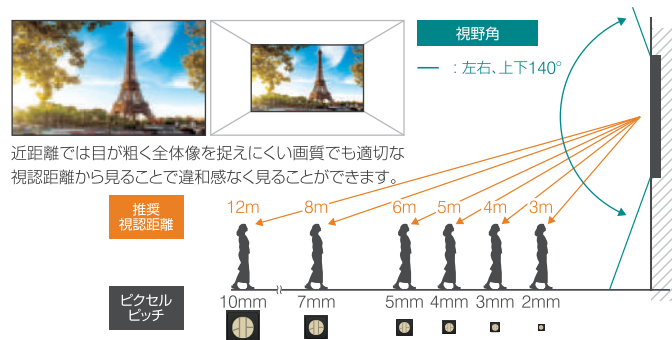 視野角
：左右、上下140°
近距離では目が粗く全体像を捉えにくい画質でも適切な
視認距離から見ることで違和感なく見ることができます。
推奨
視認距離
12m 8m 6m 5m 4m 3m
ピクセル
ピッチ
10mm 7mm 5mm 4mm 3mm 2mm